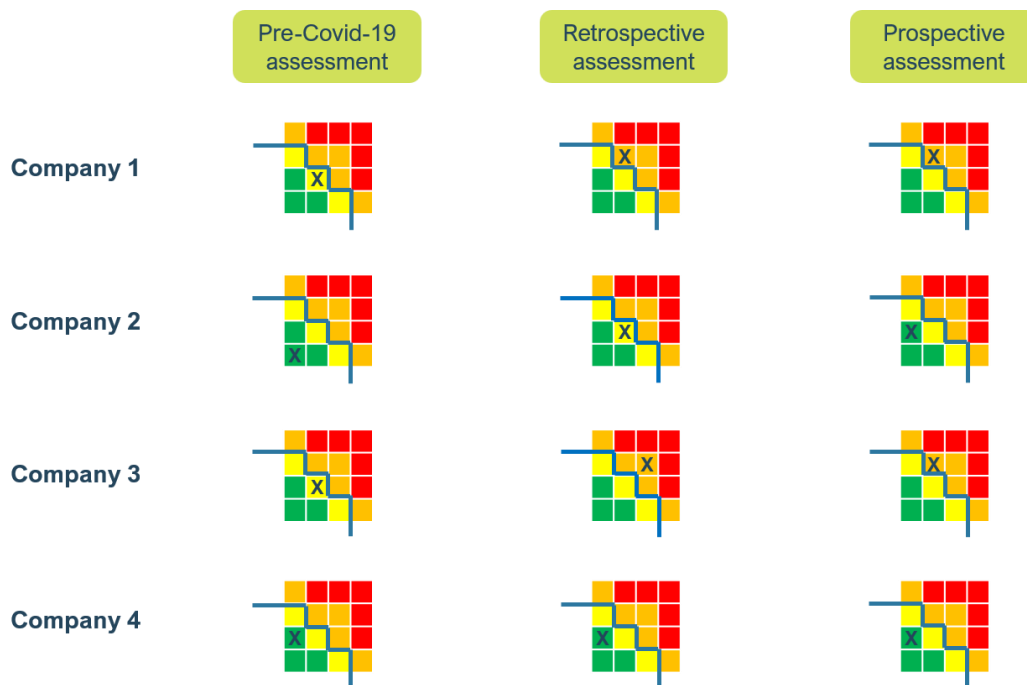 Pre-Covid-19
assessment
Retrospective
assessment
Prospective
assessment
Company 1
X
X
X
Company 2
X
X
X
Company 3
X
X
X
Company 4
X
X
X